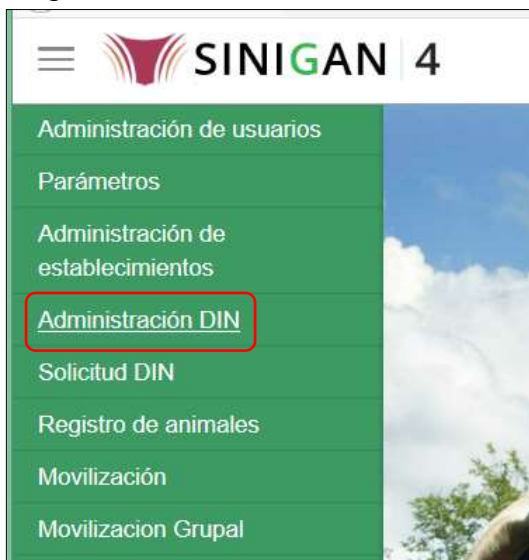 SINIGAN 4
Administración de usuarios
Parámetros
Administración de
establecimientos
Administración DIN
Solicitud DIN
Registro de animales
Movilización
Movilizacion Grupal